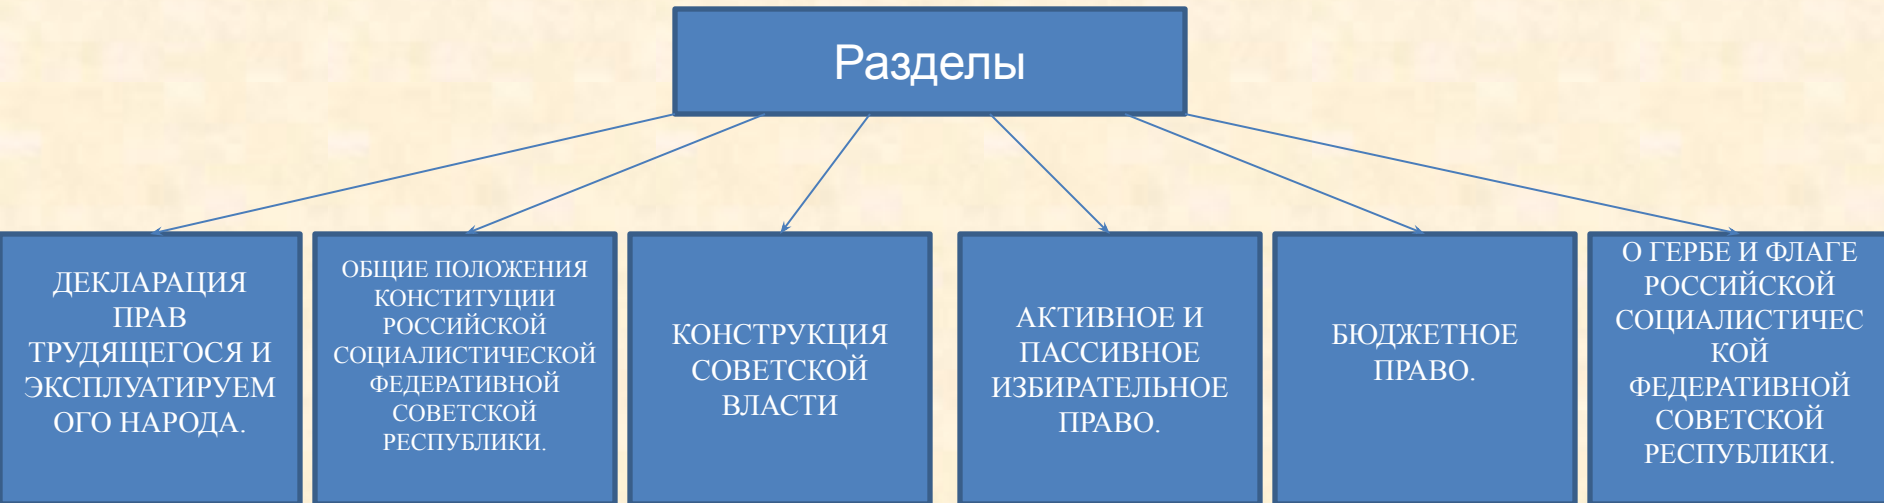 Разделы
ДЕКЛАРАЦИЯ
ПРАВ
ТРУДЯЩЕГОСЯ И
ЭКСПЛУАТИРУЕМ
ОГО НАРОДА.
ОБЩИЕ ПОЛОЖЕНИЯ
КОНСТИТУЦИИ
РОССИЙСКОЙ
СОЦИАЛИСТИЧЕСКОЙ
ФЕДЕРАТИВНОЙ
СОВЕТСКОЙ
РЕСПУБЛИКИ.
КОНСТРУКЦИЯ
СОВЕТСКОЙ
ВЛАСТИ
АКТИВНОЕ И
ПАССИВНОЕ
ИЗБИРАТЕЛЬНОЕ
ПРАВО.
БЮДЖЕТНОЕ
ПРАВО.
О ГЕРБЕ И ФЛАГЕ
РОССИЙСКОЙ
СОЦИАЛИСТИЧЕС
КОЙ
ФЕДЕРАТИВНОЙ
СОВЕТСКОЙ
РЕСПУБЛИКИ.